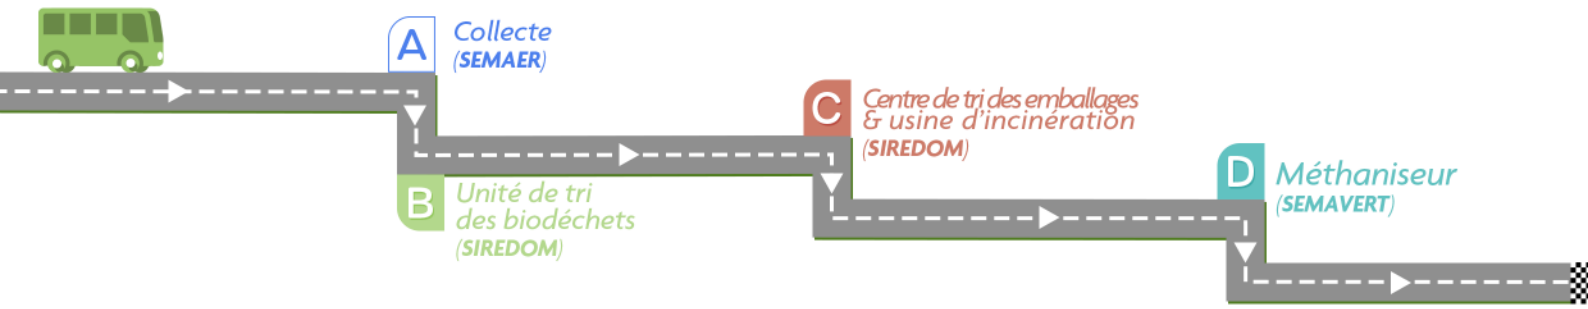 A
Collecte
(SEMAER)
B
Unité de tri
des biodéchets
(SIREDOM)
C
Centre de tri des emballages
& usine d'incinération
(SIREDOM)
D
Méthaniseur
(SEMAVERT)